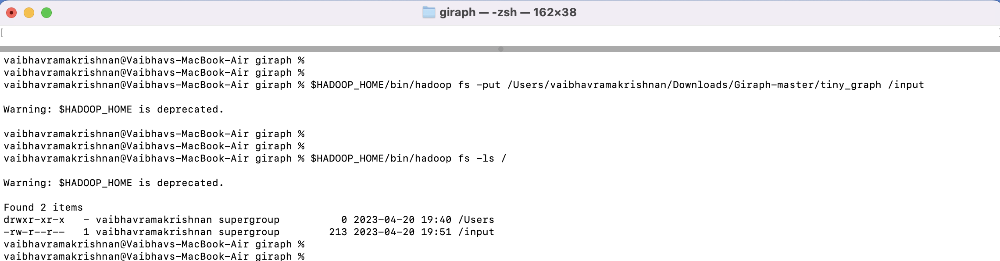 giraph — -zsh — 162×38
vaibhavramakrishnan@Vaibhavs-MacBook-Air giraph %
vaibhavramakrishnan@Vaibhavs-MacBook-Air giraph %
vaibhavramakrishnan@Vaibhavs-MacBook-Air giraph % $HADOOP_HOME/bin/hadoop fs -put /Users/vaibhavramakrishnan/Downloads/Giraph-master/tiny_graph /input
Warning: $HADOOP_HOME is deprecated.
vaibhavramakrishnan@Vaibhavs-MacBook-Air giraph %
vaibhavramakrishnan@Vaibhavs-MacBook-Air giraph %
vaibhavramakrishnan@Vaibhavs-MacBook-Air giraph % $HADOOP_HOME/bin/hadoop fs -ls /
Warning: $HADOOP_HOME is deprecated.
Found 2 items
drwxr-xr-x   - vaibhavramakrishnan supergroup          0 2023-04-20 19:40 /Users
-rw-r--r--   1 vaibhavramakrishnan supergroup        213 2023-04-20 19:51 /input
vaibhavramakrishnan@Vaibhavs-MacBook-Air giraph %
vaibhavramakrishnan@Vaibhavs-MacBook-Air giraph %